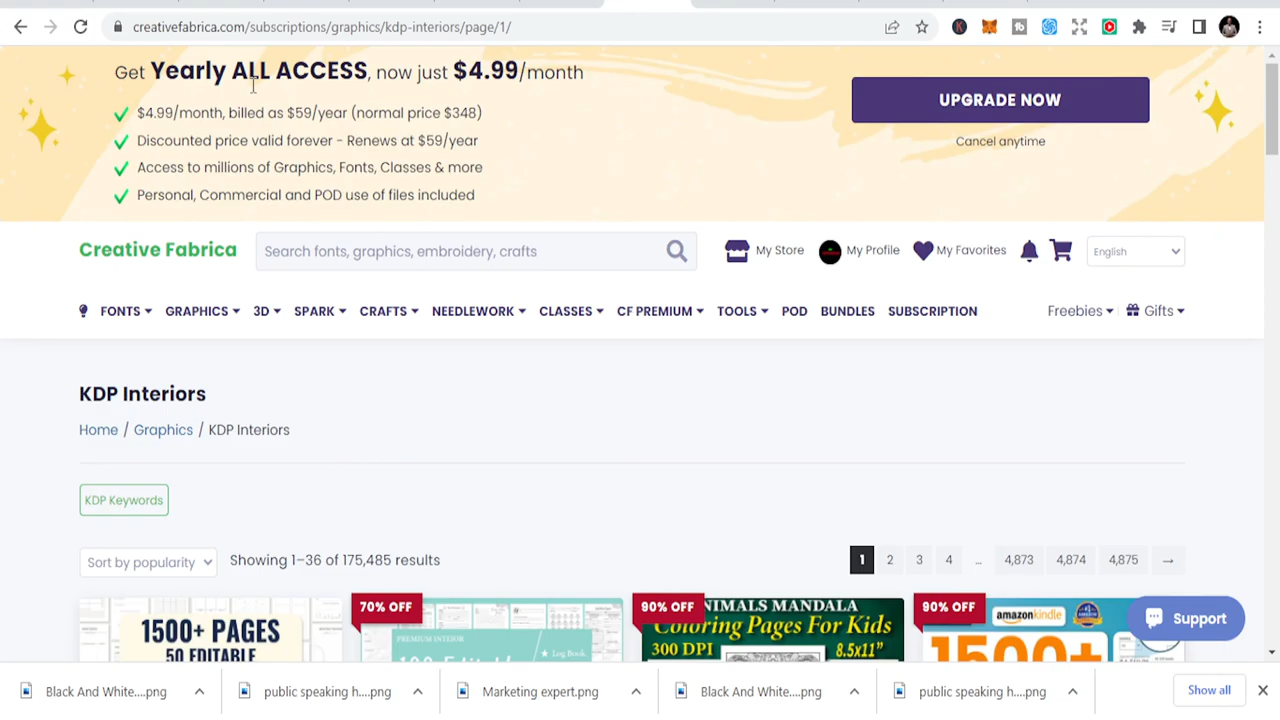 creativefabrica.com/subscriptions/graphics/kdp-interiors/page/1/
Get Yearly ALL ACCESS, now just $4.99/month
$4.99/month, billed as $59/year (normal price $348)
Discounted price valid forever - Renews at $59/year
Access to millions of Graphics, Fonts, Classes & more
Personal, Commercial and POD use of files included
UPGRADE NOW
Cancel anytime
Creative Fabrica
Search fonts, graphics, embroidery, crafts
My Store
My Profile
My Favorites
English
FONTS GRAPHICS 3D SPARK CRAFTS NEEDLEWORK CLASSES CF PREMIUM TOOLS POD BUNDLES SUBSCRIPTION Freebies Gifts
KDP Interiors
Home / Graphics / KDP Interiors
KDP Keywords
Sort by popularity
Showing 1–36 of 175,485 results
1 2 3 4 ... 4,873 4,874 4,875 →
1500+ PAGES
50 EDITABLE
70% OFF
PREMIUM INTEIOR
Log Book
90% OFF
ANIMALS MANDALA
Coloring Pages For Kids
300 DPI 8.5x11"
90% OFF
amazonkindle
1500+
Support
Black And White....png
public speaking h....png
Marketing expert.png
Black And White....png
public speaking h....png
Show all